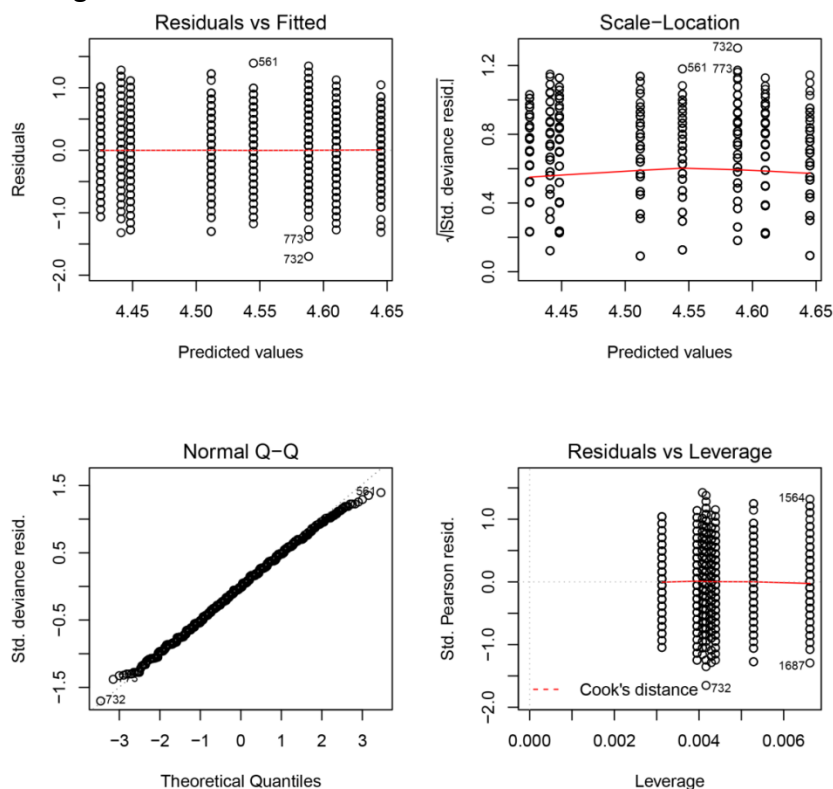 Residuals vs Fitted
Residuals
1.0
0.0
−1.0
−2.0
561
773
732
4.45 4.50 4.55 4.60 4.65
Predicted values
Scale−Location
√|Std. deviance resid.|
1.2
0.8
0.4
0.0
732
561 773
4.45 4.50 4.55 4.60 4.65
Predicted values
Normal Q−Q
Std. deviance resid.
1.5
0.5
−0.5
−1.5
561
773
732
−3 −2 −1 0 1 2 3
Theoretical Quantiles
Residuals vs Leverage
Std. Pearson resid.
1.0
0.0
−1.0
−2.0
1564
1687
732
Cook's distance
0.000 0.002 0.004 0.006
Leverage